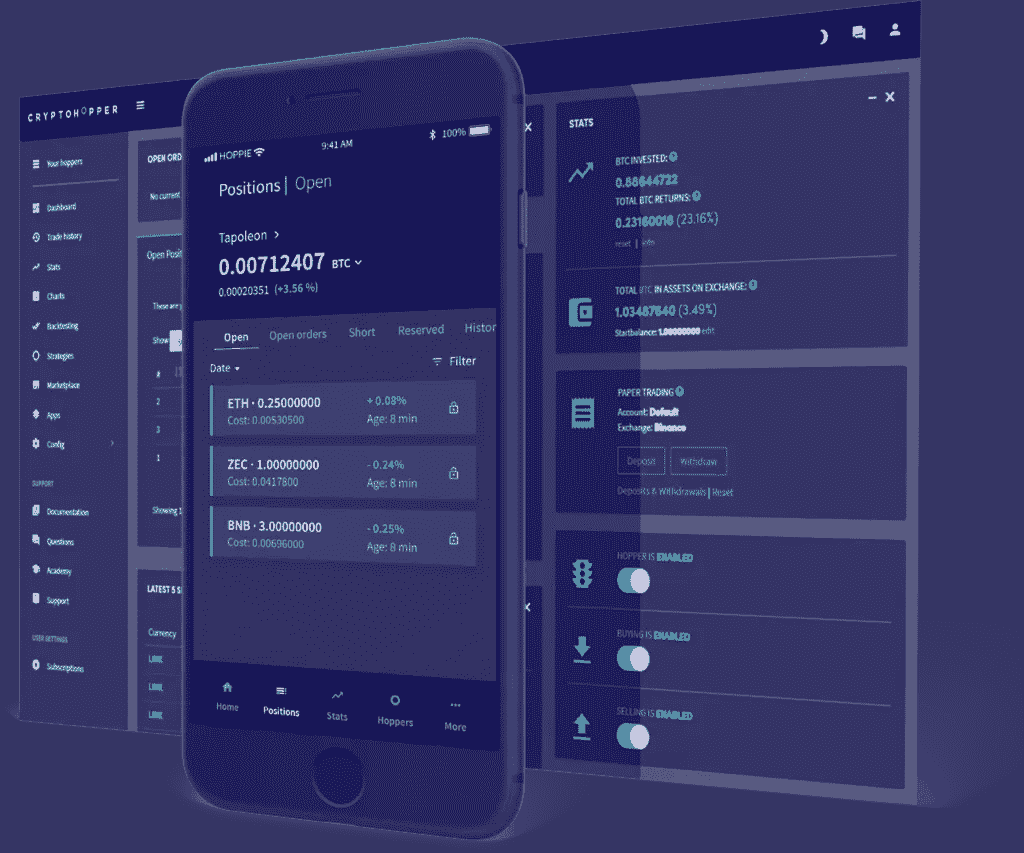 CRYPTOHOPPER
Your hoppers
Dashboard
Trade history
Stats
Charts
Backtesting
Strategies
Marketplace
Apps
Config
SUPPORT
Documentation
Questions
Academy
Support
USER SETTINGS
Subscriptions
OPEN ORD
No current
Open Posit
These are y
Show
#
2
3
1
Showing 1
LATEST 5 S
Currency
LINK
LINK
LINK
HOPPIE
9:41 AM
100%
Positions | Open
Tapoleon
0.00712407 BTC
0.00020351 (+3.56 %)
Open Open orders Short Reserved Histor
Date Filter
ETH · 0.25000000 + 0.08%
Cost: 0.00530500 Age: 8 min
ZEC · 1.00000000 - 0.24%
Cost: 0.0417800 Age: 8 min
BNB · 3.00000000 - 0.25%
Cost: 0.00696000 Age: 8 min
Home Positions Stats Hoppers More
STATS
BTC INVESTED:
0.88644722
TOTAL BTC RETURNS:
0.23160016 (23.16%)
reset | info
TOTAL BTC IN ASSETS ON EXCHANGE:
1.03487640 (3.49%)
Startbalance: 1.00000000 edit
PAPER TRADING
Account: Default
Exchange: Binance
Deposit Withdraw
Deposits & Withdrawals | Reset
HOPPER IS ENABLED
BUYING IS ENABLED
SELLING IS ENABLED